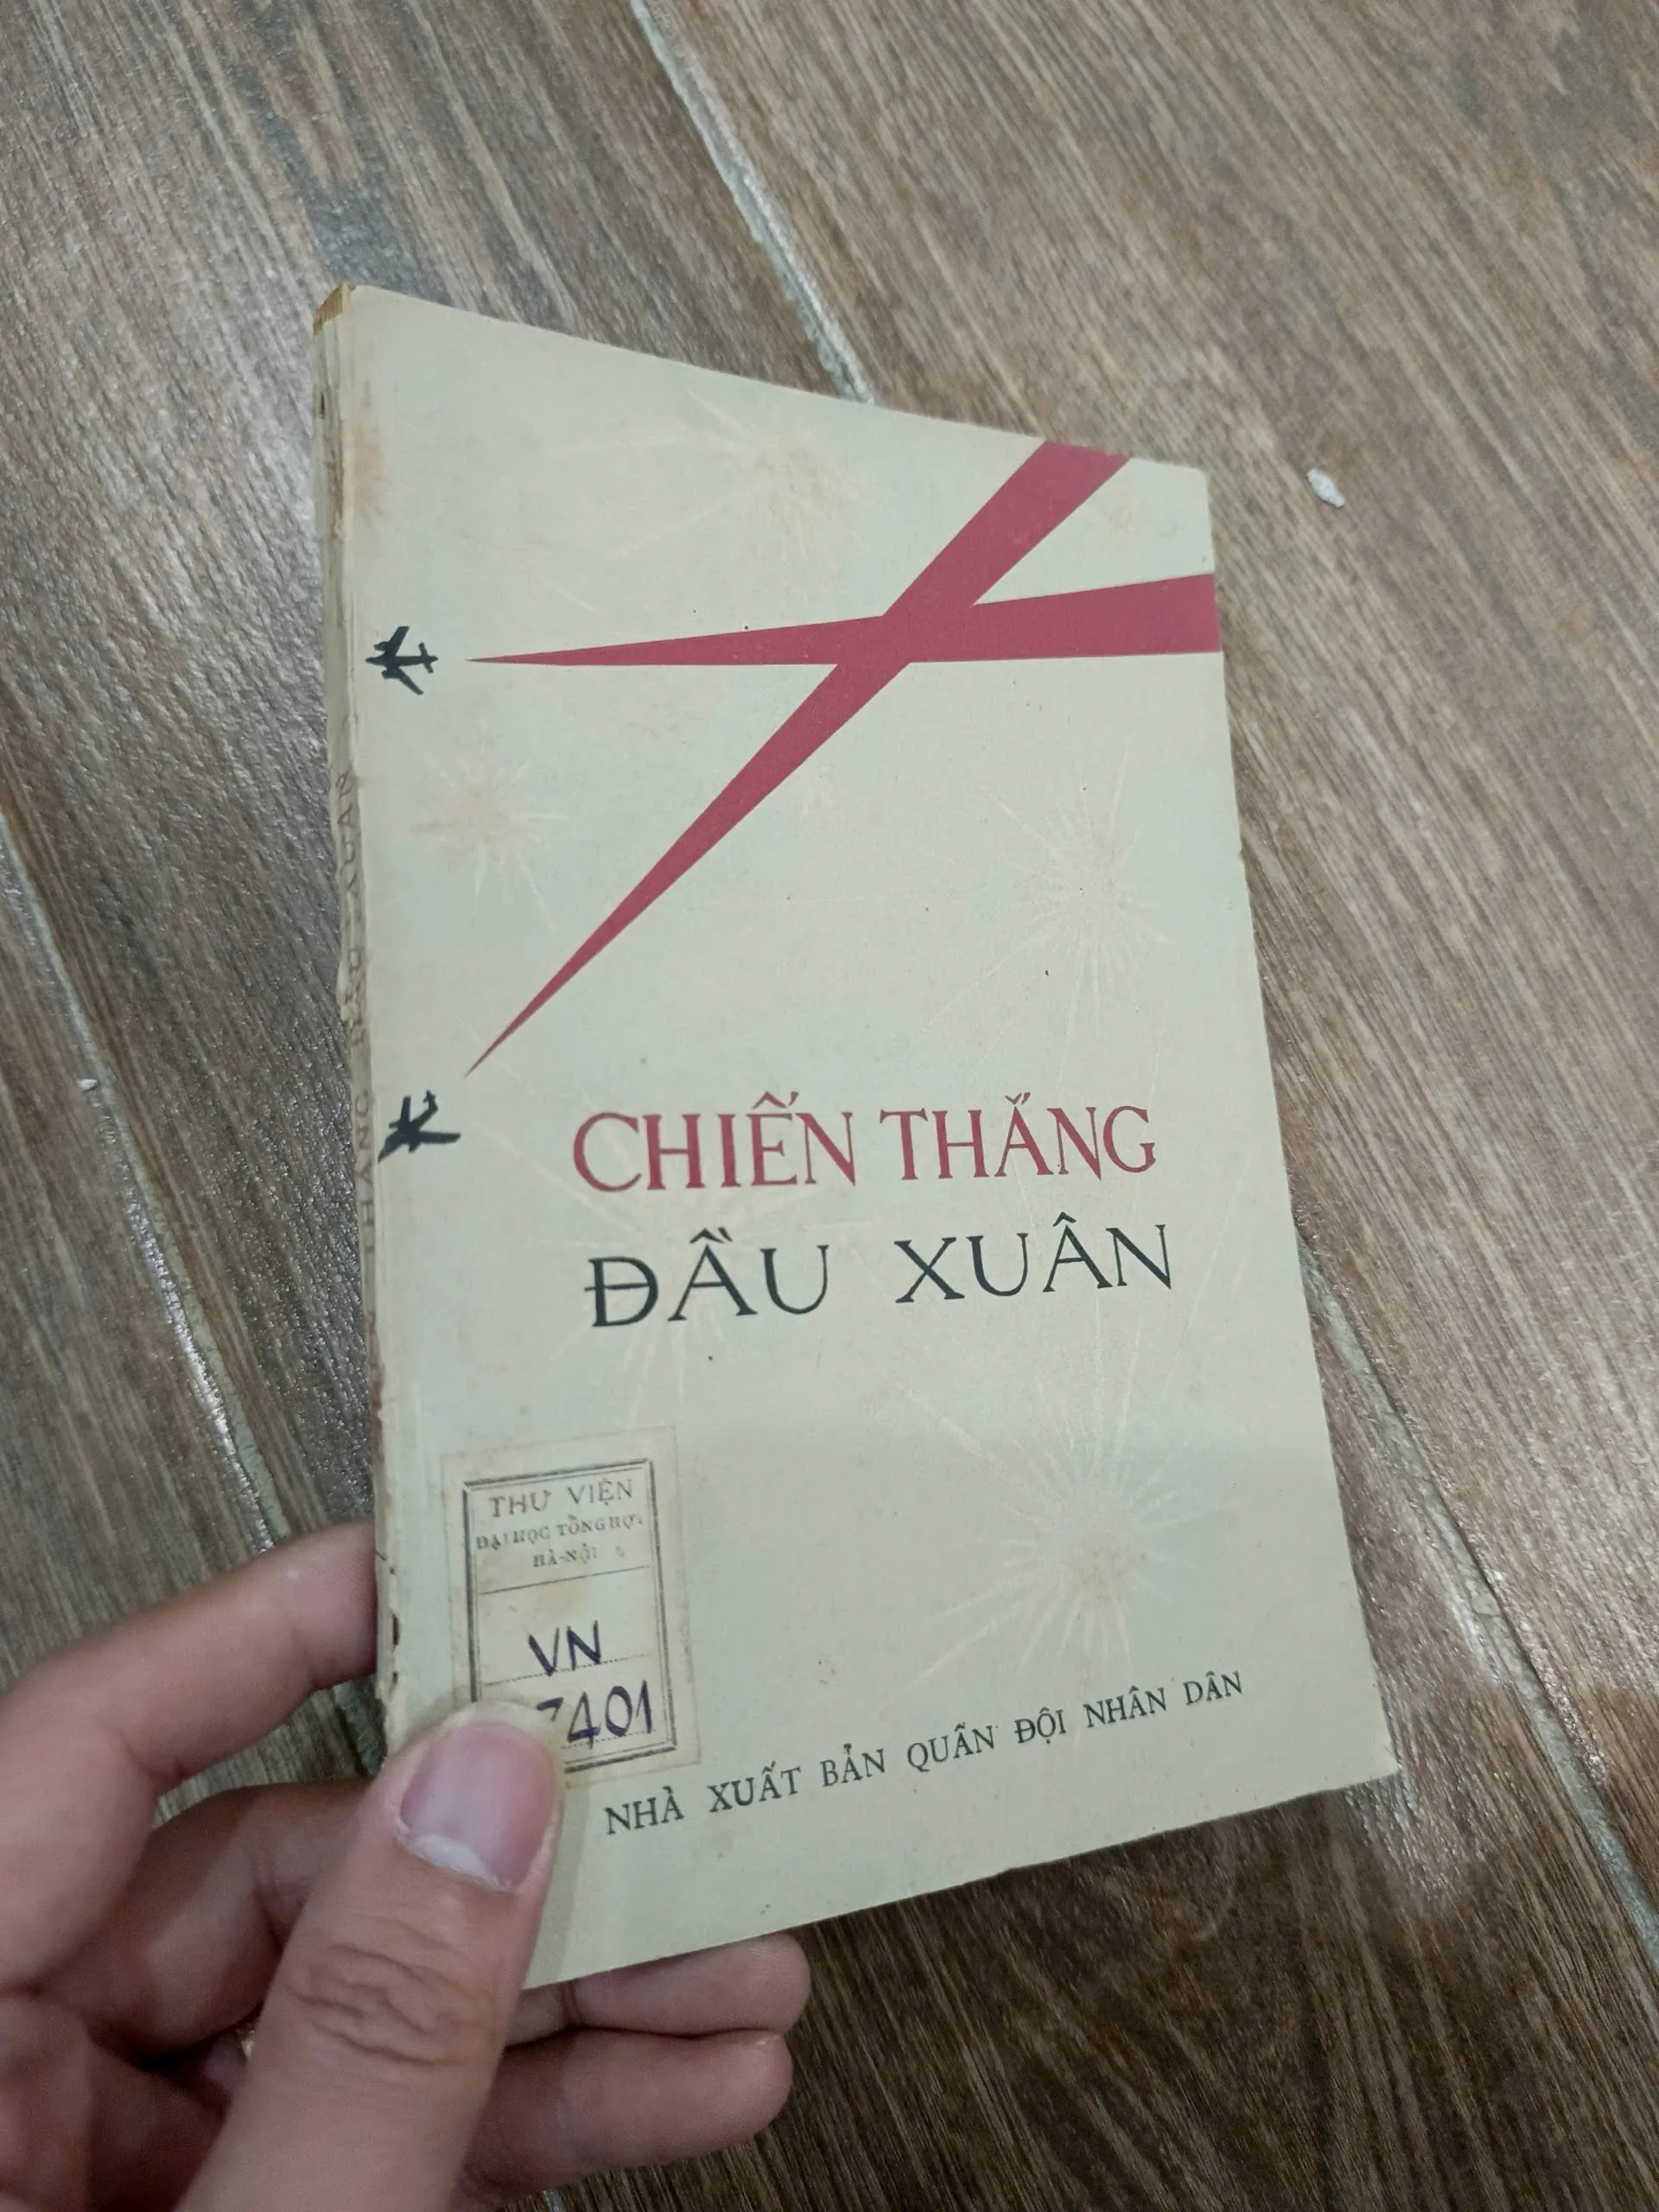 CHIẾN THẮNG
ĐẦU XUÂN
THƯ VIỆN
ĐẠI HỌC TỔNG HỢP
HÀ-NỘI
VN
7401
NHÀ XUẤT BẢN QUÂN ĐỘI NHÂN DÂN